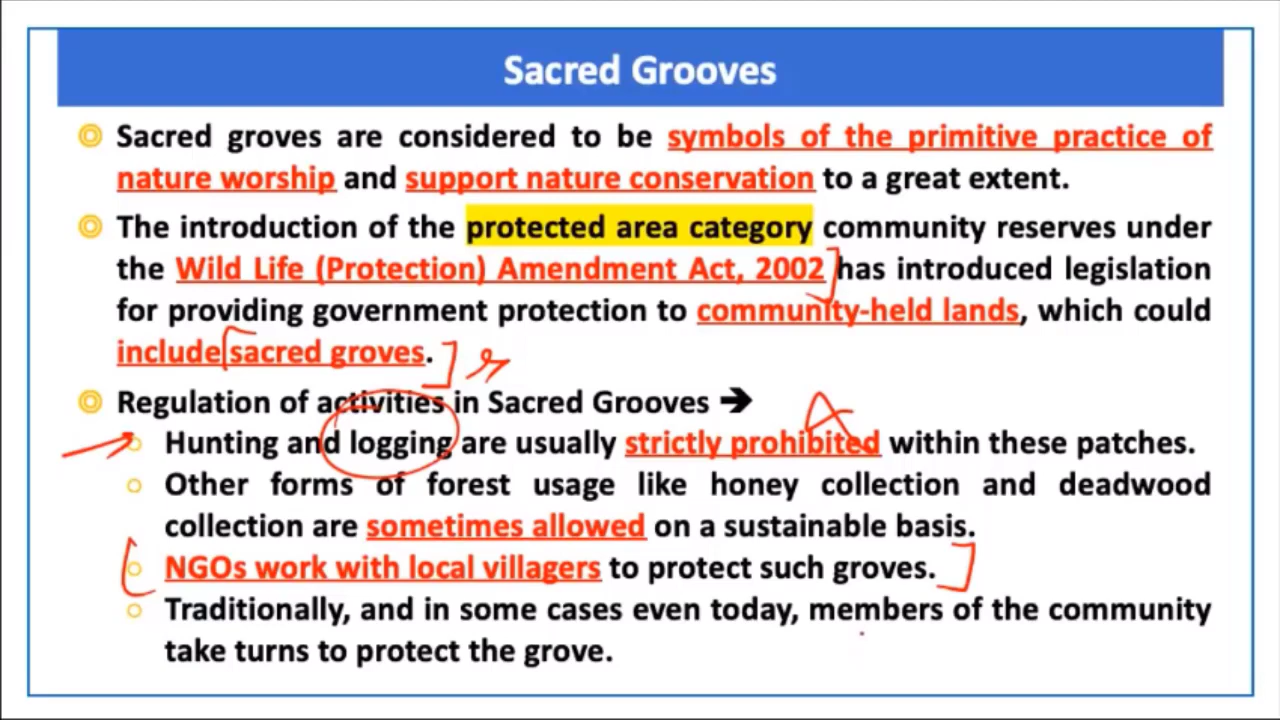 Sacred Grooves
Sacred groves are considered to be symbols of the primitive practice of
nature worship and support nature conservation to a great extent.
The introduction of the protected area category community reserves under
the Wild Life (Protection) Amendment Act, 2002 has introduced legislation
for providing government protection to community-held lands, which could
include sacred groves.
Regulation of activities in Sacred Grooves ➔
Hunting and logging are usually strictly prohibited within these patches.
Other forms of forest usage like honey collection and deadwood
collection are sometimes allowed on a sustainable basis.
NGOs work with local villagers to protect such groves.
Traditionally, and in some cases even today, members of the community
take turns to protect the grove.